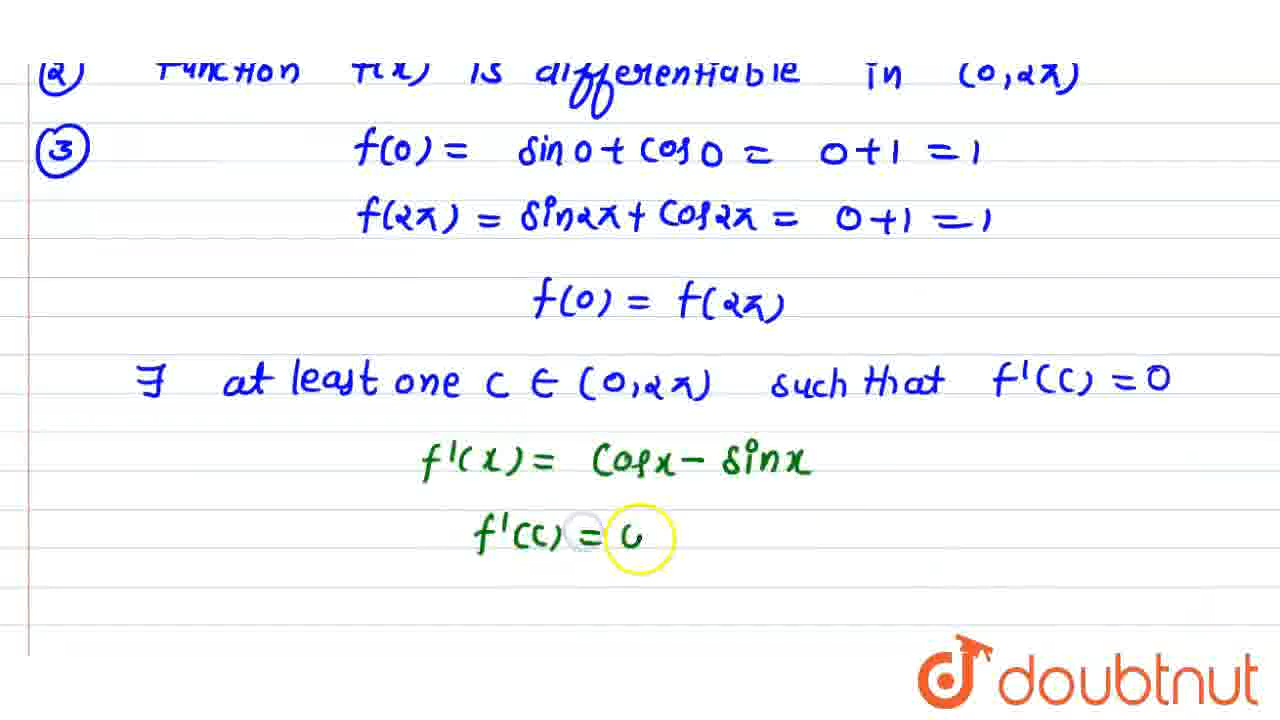 (2) function f(x) is differentiable in (0,2π)
(3) f(0) = sin0 + cos0 = 0+1 = 1
f(2π) = sin2π + cos2π = 0+1 = 1
f(0) = f(2π)
∃ at least one c ∈ (0,2π) such that f'(c) = 0
f'(x) = cosx - sinx
f'(c) =
doubtnut